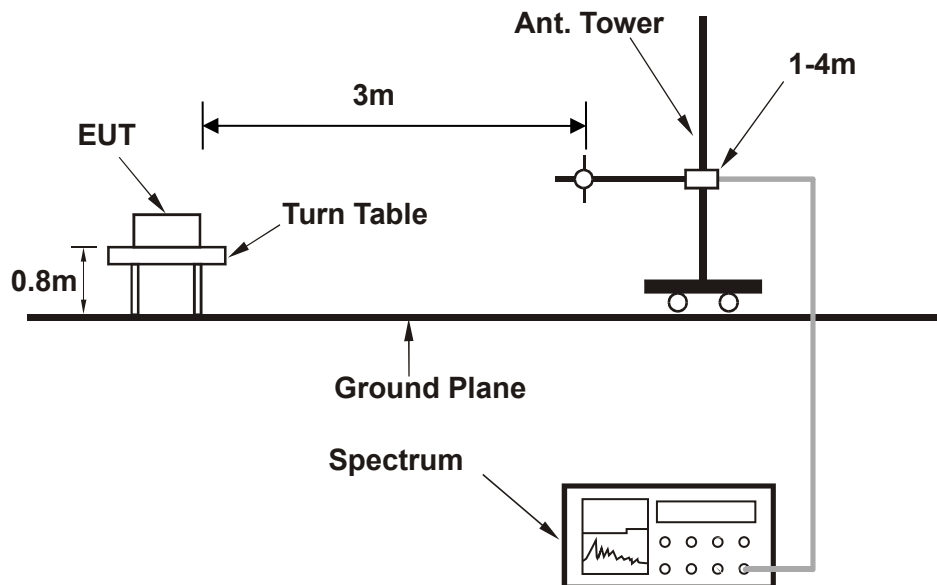 Ant. Tower
1-4m
3m
EUT
Turn Table
0.8m
Ground Plane
Spectrum